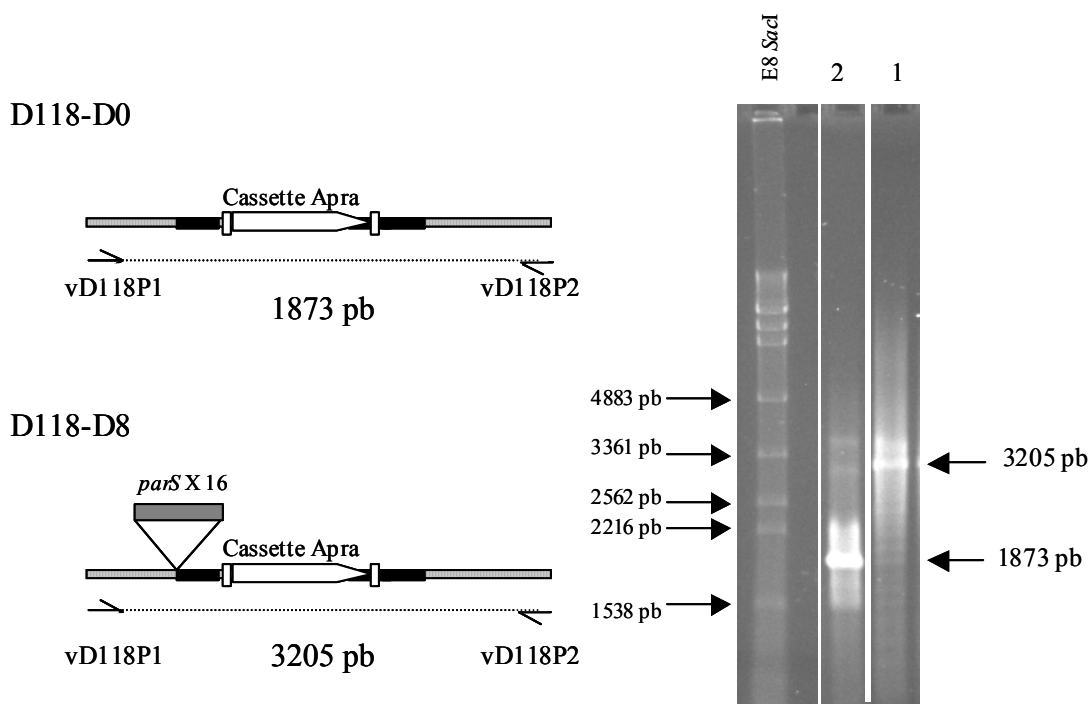 D118-D0
Cassette Apra
vD118P1
vD118P2
1873 pb
D118-D8
parS X 16
Cassette Apra
vD118P1
3205 pb
vD118P2
E8 SacI
2
1
4883 pb
3361 pb
2562 pb
2216 pb
1538 pb
3205 pb
1873 pb